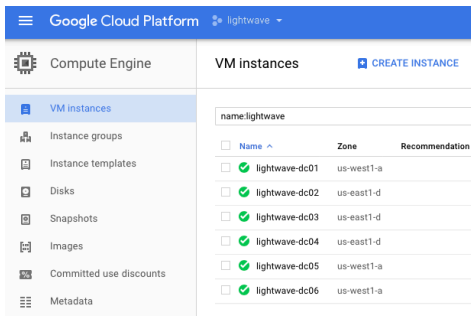 Google Cloud Platform lightwave
Compute Engine
VM instances
CREATE INSTANCE
VM instances
Instance groups
Instance templates
Disks
Snapshots
Images
Committed use discounts
Metadata
name:lightwave
Name Zone Recommendation
lightwave-dc01 us-west1-a
lightwave-dc02 us-east1-d
lightwave-dc03 us-east1-d
lightwave-dc04 us-east1-d
lightwave-dc05 us-west1-a
lightwave-dc06 us-west1-a